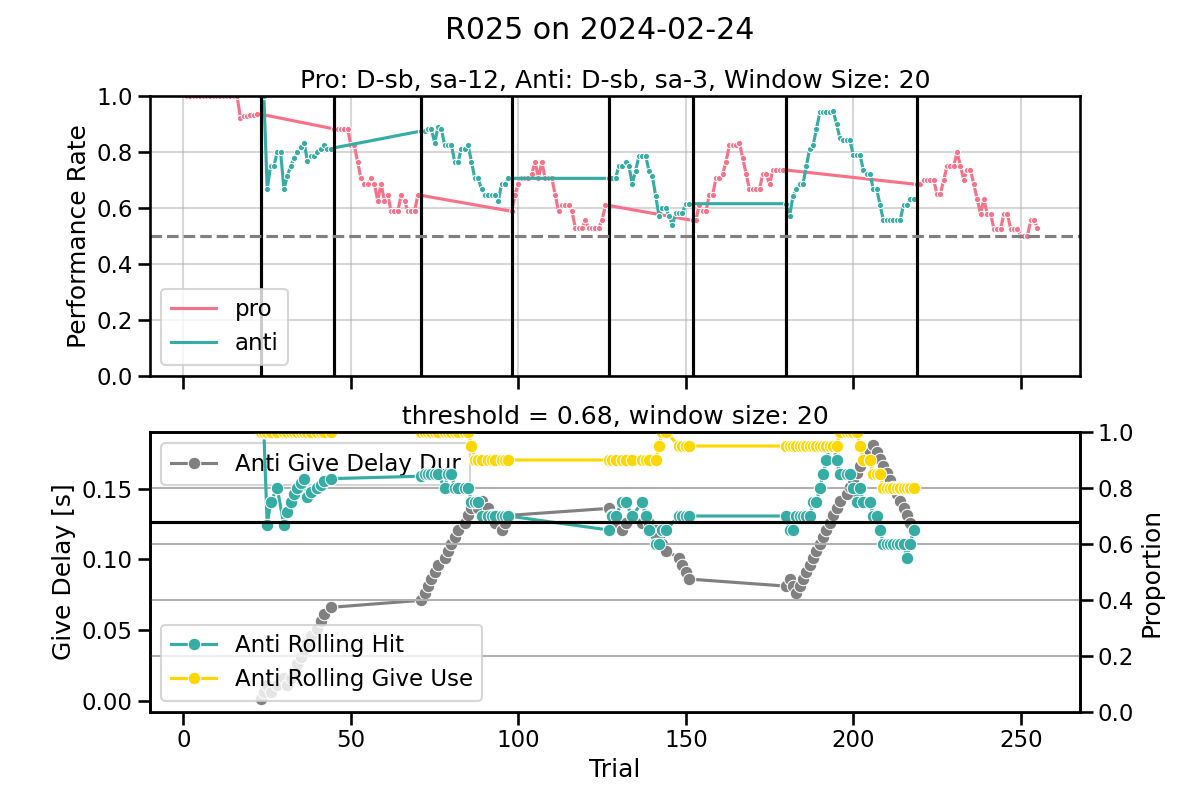 R025 on 2024-02-24
Pro: D-sb, sa-12, Anti: D-sb, sa-3, Window Size: 20
1.0
0.8
0.6
0.4
0.2
0.0
Performance Rate
pro
anti
threshold = 0.68, window size: 20
Anti Give Delay Dur
0.15
0.10
0.05
0.00
Give Delay [s]
Anti Rolling Hit
Anti Rolling Give Use
1.0
0.8
0.6
0.4
0.2
0.0
Proportion
0 50 100 150 200 250
Trial